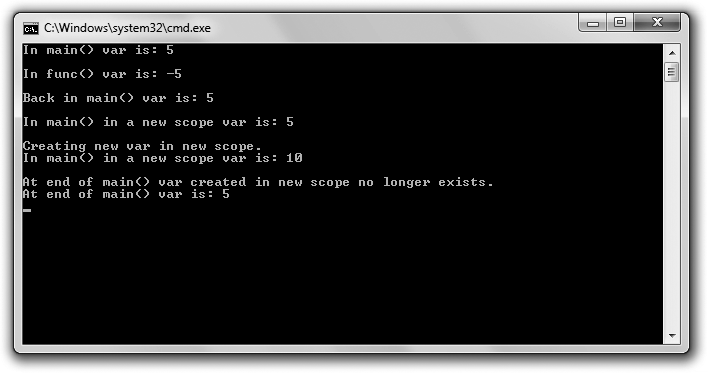 C:\Windows\system32\cmd.exe
In main() var is: 5
In func() var is: -5
Back in main() var is: 5
In main() in a new scope var is: 5
Creating new var in new scope.
In main() in a new scope var is: 10
At end of main() var created in new scope no longer exists.
At end of main() var is: 5